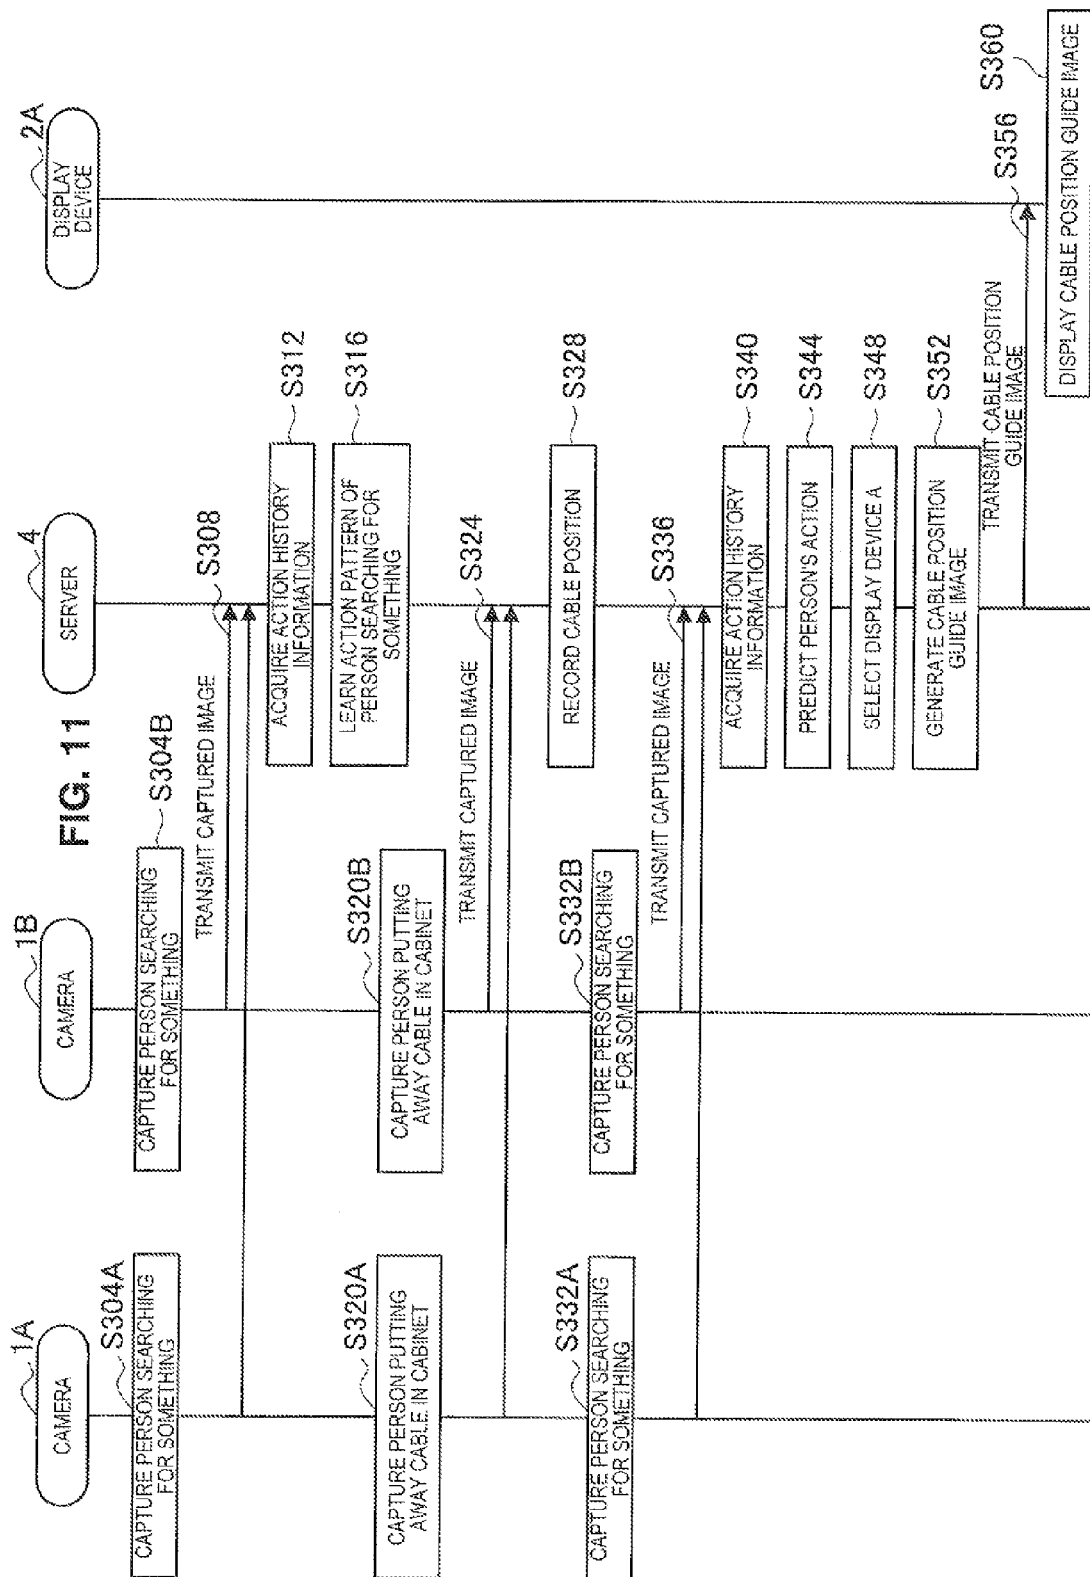 FIG. 11
1A
CAMERA
1B
CAMERA
4
SERVER
2A
DISPLAY
DEVICE
S304A
CAPTURE PERSON SEARCHING
FOR SOMETHING
S304B
CAPTURE PERSON SEARCHING
FOR SOMETHING
TRANSMIT CAPTURED IMAGE
S308
ACQUIRE ACTION HISTORY
INFORMATION
S312
LEARN ACTION PATTERN OF
PERSON SEARCHING FOR
SOMETHING
S316
S320A
CAPTURE PERSON PUTTING
AWAY CABLE IN CABINET
S320B
CAPTURE PERSON PUTTING
AWAY CABLE IN CABINET
TRANSMIT CAPTURED IMAGE
S324
RECORD CABLE POSITION
S328
S332A
CAPTURE PERSON SEARCHING
FOR SOMETHING
S332B
CAPTURE PERSON SEARCHING
FOR SOMETHING
TRANSMIT CAPTURED IMAGE
S336
ACQUIRE ACTION HISTORY
INFORMATION
S340
PREDICT PERSON'S ACTION
S344
SELECT DISPLAY DEVICE A
S348
GENERATE CABLE POSITION
GUIDE IMAGE
S352
TRANSMIT CABLE POSITION
GUIDE IMAGE
S356
DISPLAY CABLE POSITION GUIDE IMAGE
S360